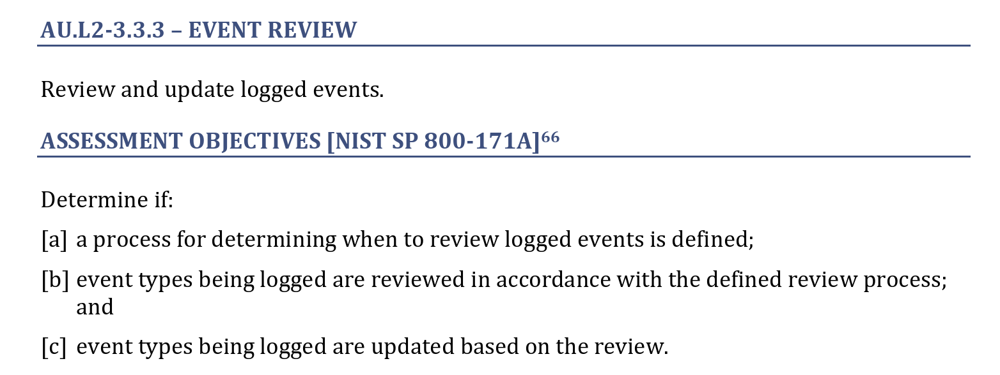 AU.L2-3.3.3 – EVENT REVIEW
Review and update logged events.
ASSESSMENT OBJECTIVES [NIST SP 800-171A]⁶⁶
Determine if:
[a] a process for determining when to review logged events is defined;
[b] event types being logged are reviewed in accordance with the defined review process;
and
[c] event types being logged are updated based on the review.